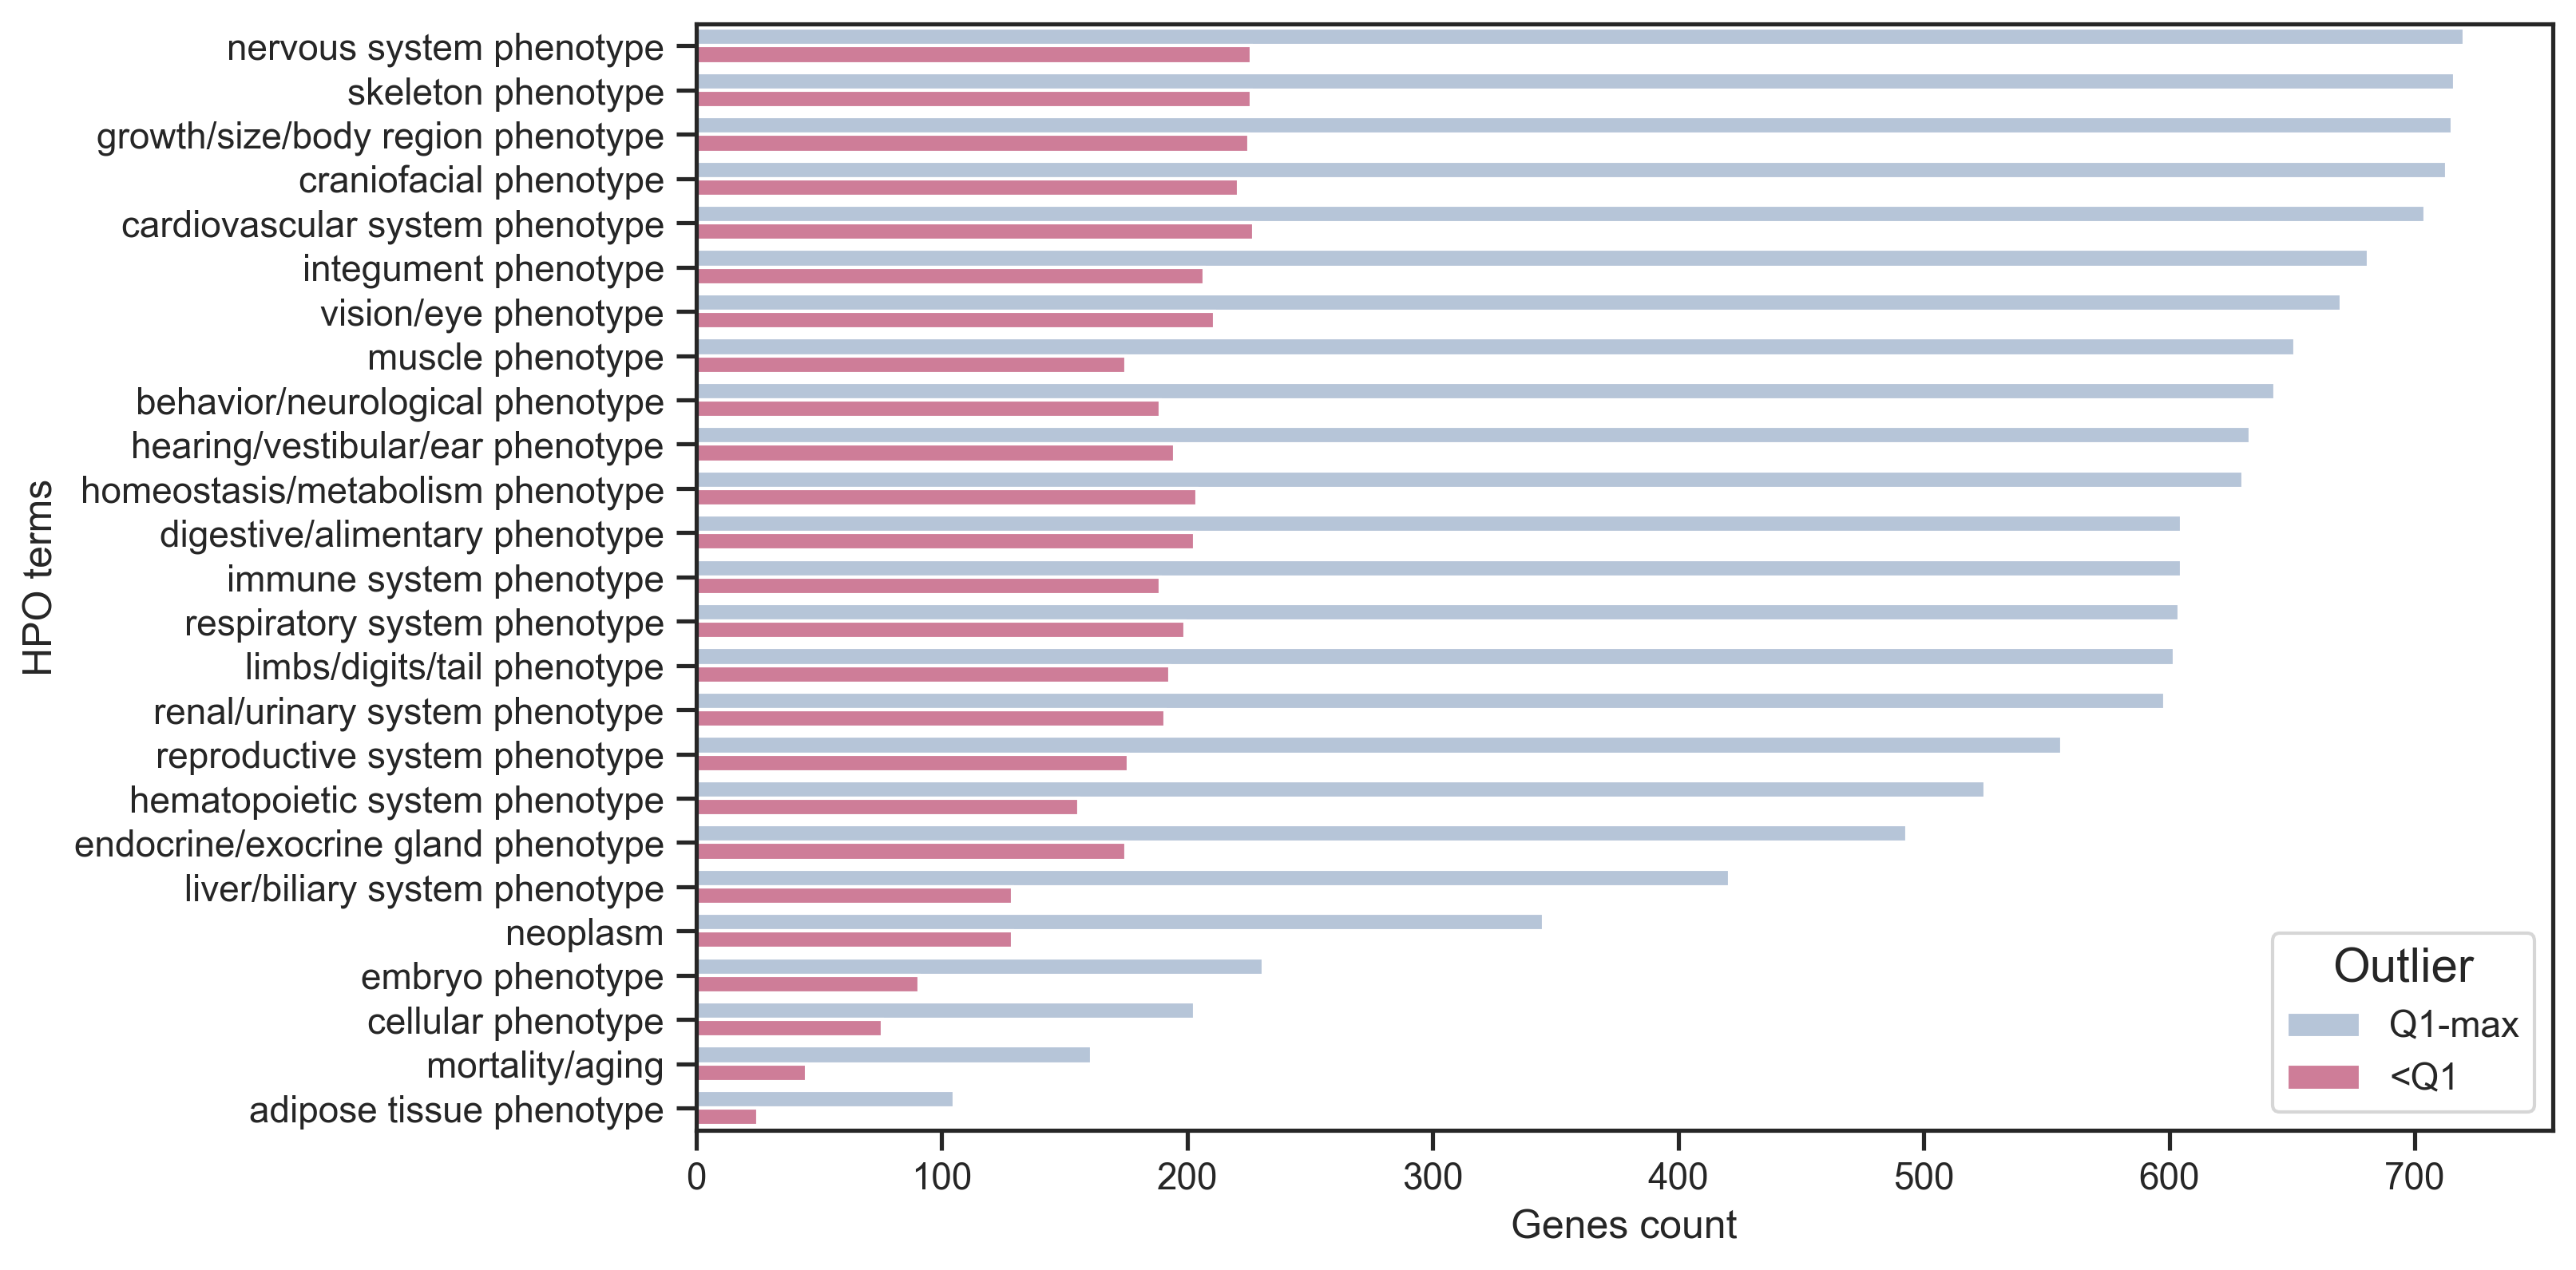 nervous system phenotype
skeleton phenotype
growth/size/body region phenotype
craniofacial phenotype
cardiovascular system phenotype
integument phenotype
vision/eye phenotype
muscle phenotype
behavior/neurological phenotype
hearing/vestibular/ear phenotype
homeostasis/metabolism phenotype
digestive/alimentary phenotype
immune system phenotype
respiratory system phenotype
limbs/digits/tail phenotype
renal/urinary system phenotype
reproductive system phenotype
hematopoietic system phenotype
endocrine/exocrine gland phenotype
liver/biliary system phenotype
neoplasm
embryo phenotype
cellular phenotype
mortality/aging
adipose tissue phenotype
HPO terms
0 100 200 300 400 500 600 700
Genes count
Outlier
Q1-max
<Q1